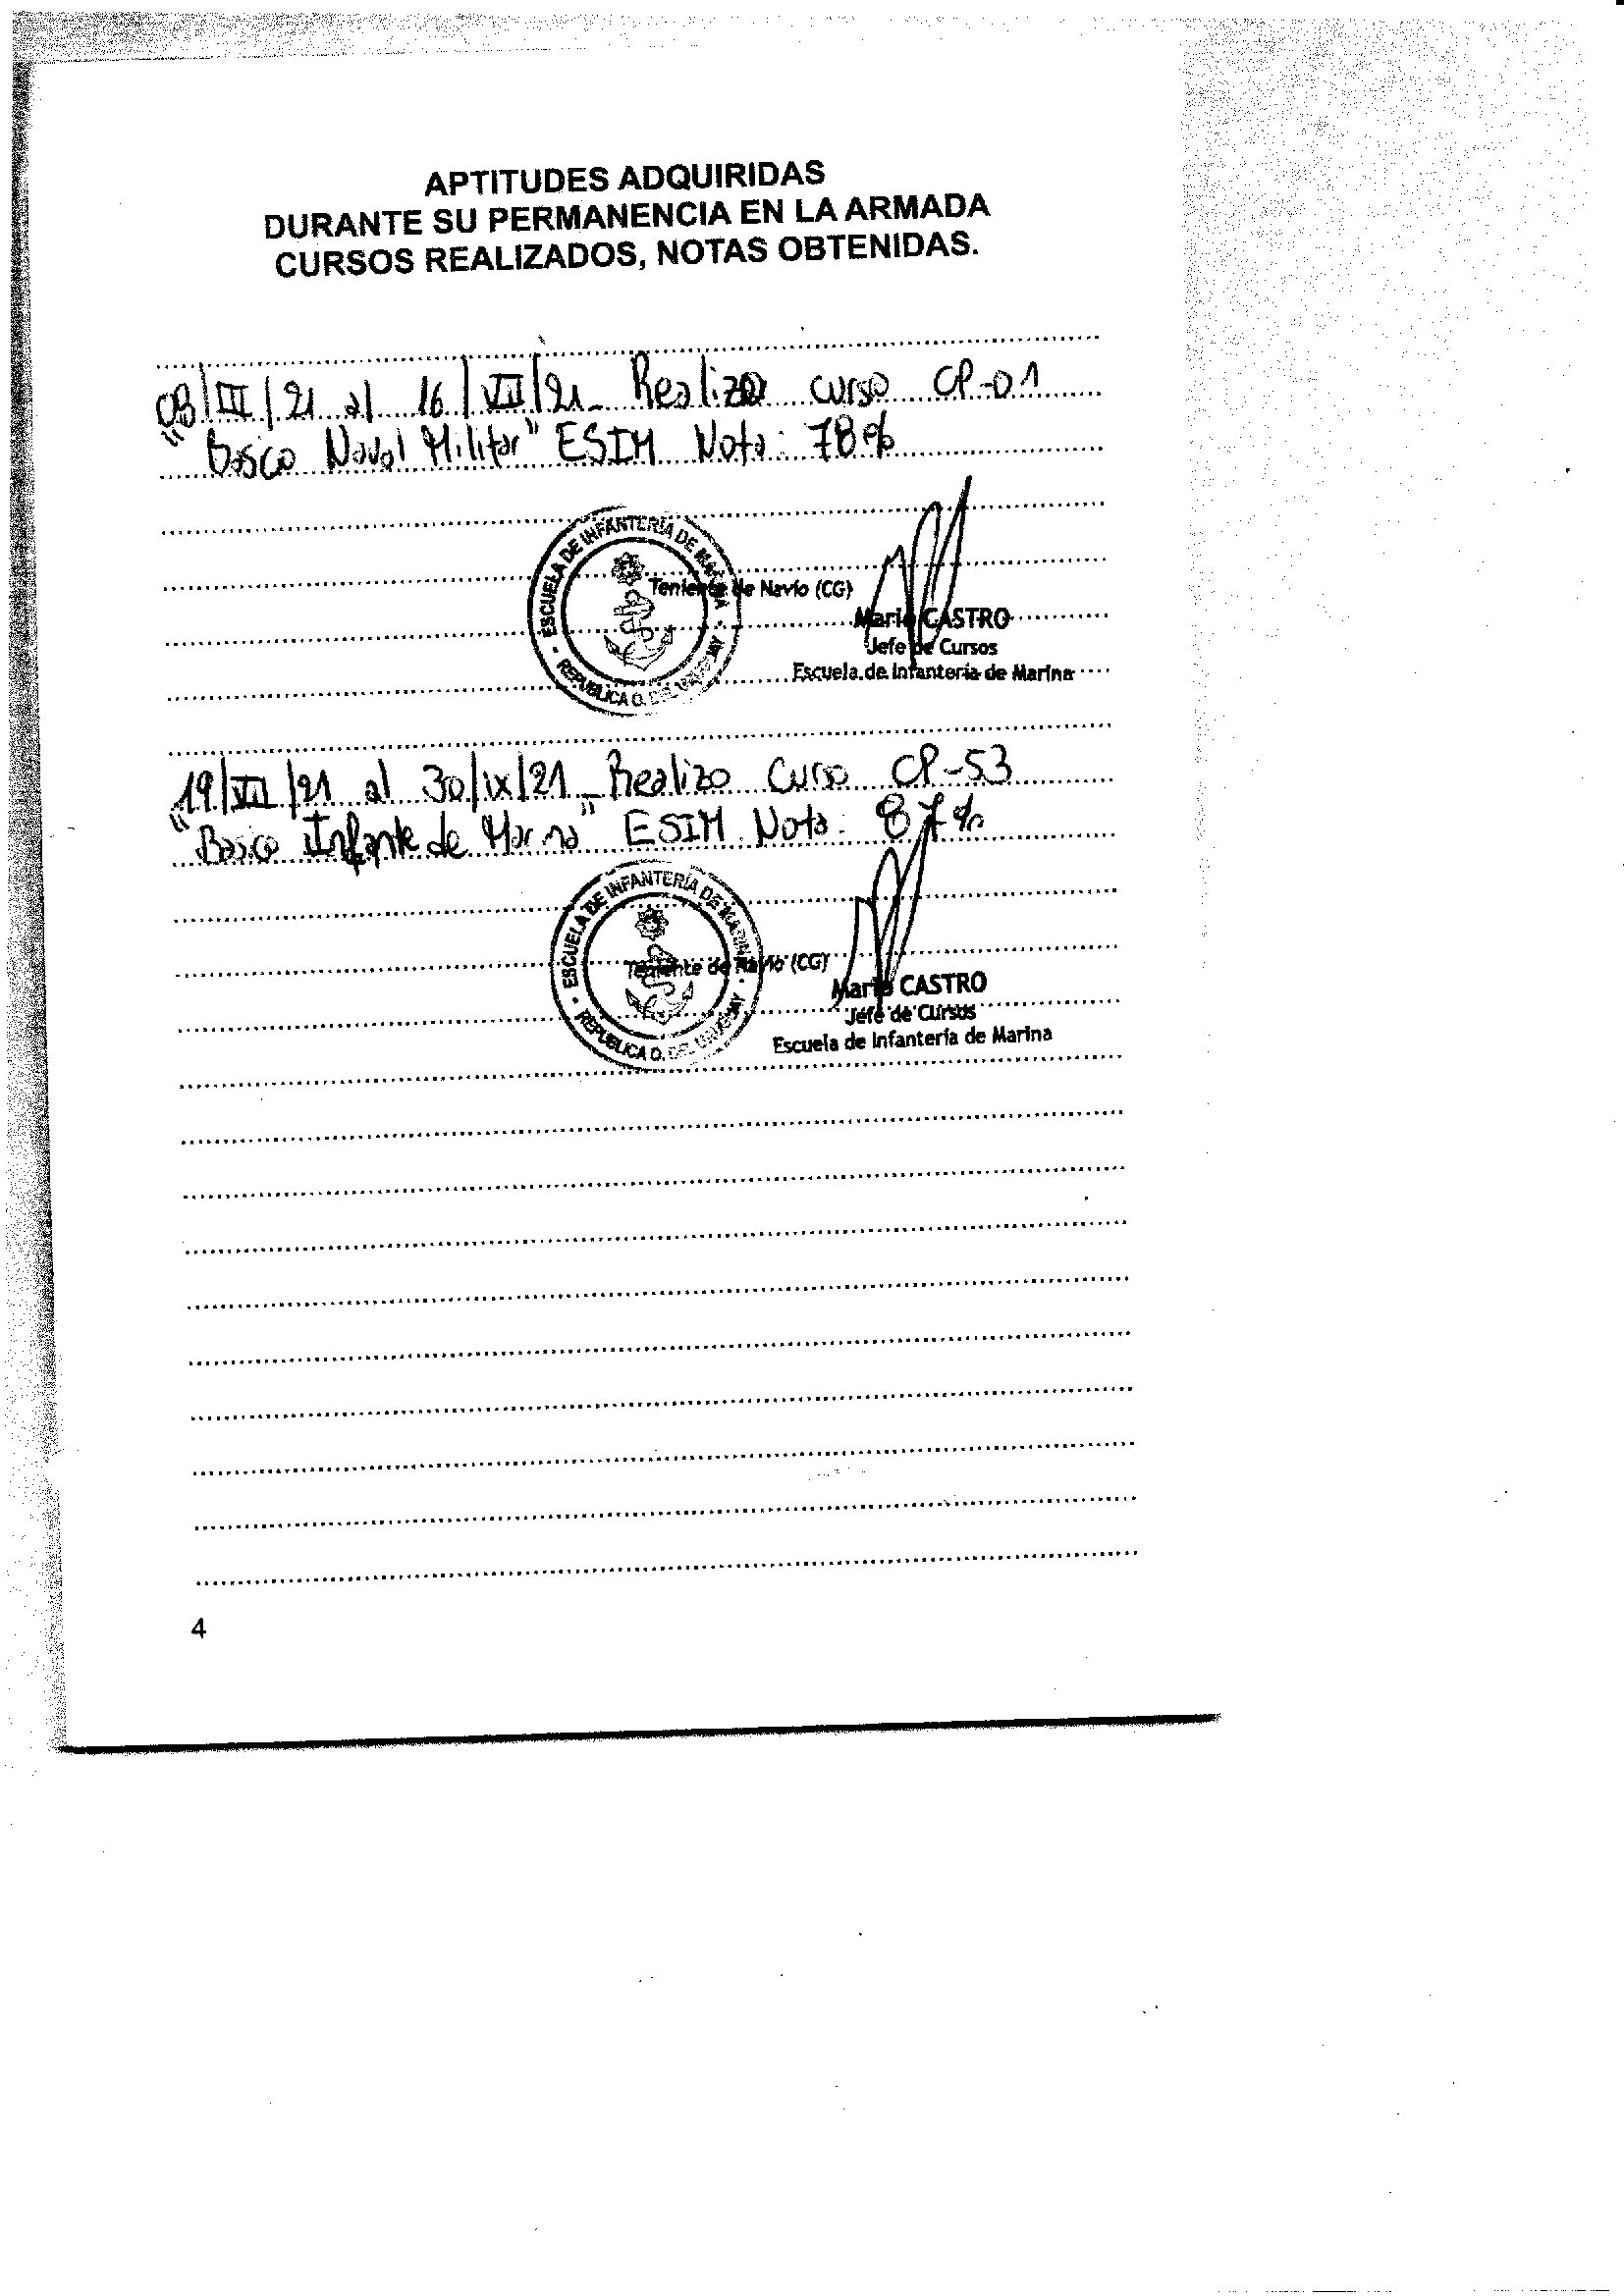 APTITUDES ADQUIRIDAS
DURANTE SU PERMANENCIA EN LA ARMADA
CURSOS REALIZADOS, NOTAS OBTENIDAS.
08/III/21 al 16/VII/21_ Realizo curso CP-01
"Basico Naval Militar" ESIM Nota: 78%
ESCUELA DE INFANTERÍA DE MARINA
REPUBLICA O. DEL URUGUAY
Teniente de Navío (CG)
Mario CASTRO
Jefe de Cursos
Escuela de Infantería de Marina
19/VII/21 al 30/ix/21_ Realizo Curso CP-53
"Basico Infante de Marina" ESIM Nota: 87%
ESCUELA DE INFANTERÍA DE MARINA
REPUBLICA O. DEL URUGUAY
Teniente de Navío (CG)
Mario CASTRO
Jefe de Cursos
Escuela de Infantería de Marina
4